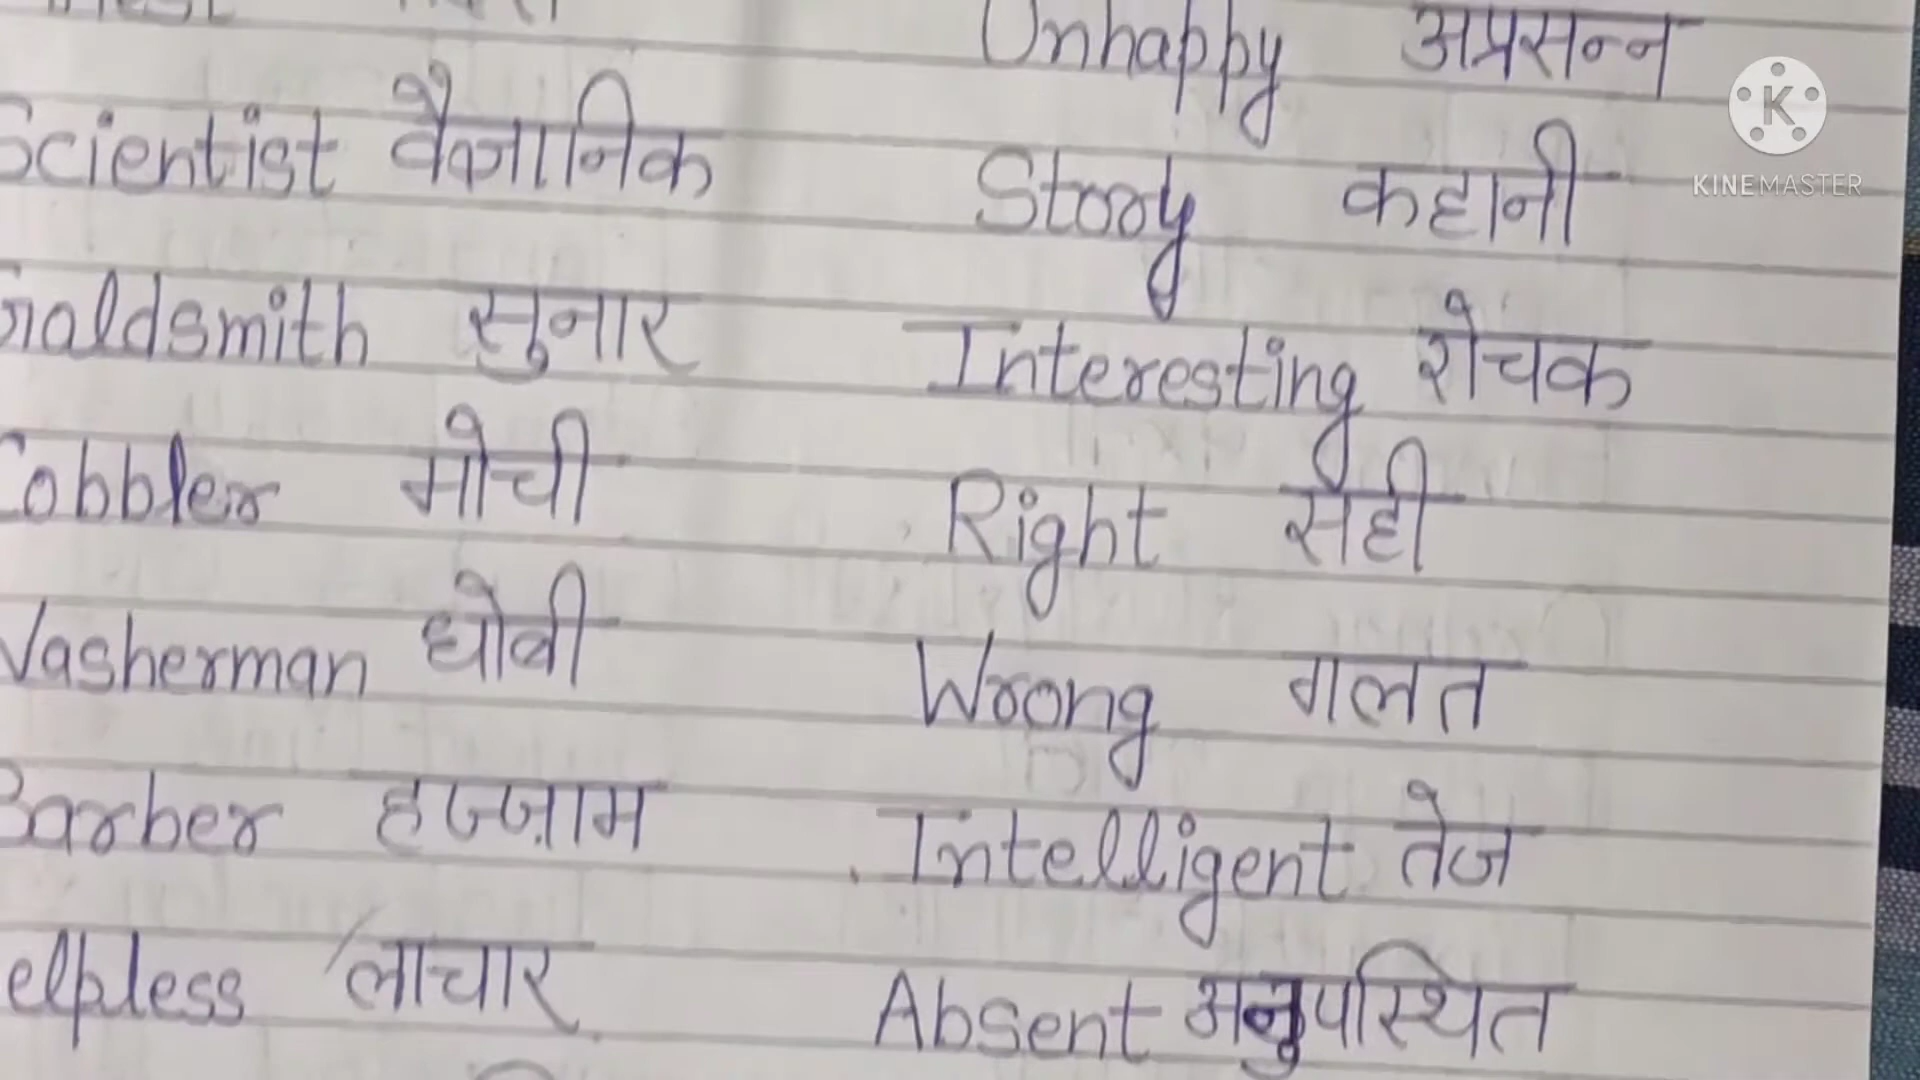 Unhappy अप्रसन्न
Scientist वैज्ञानिक
Story कहानी
KINEMASTER
Galdsmith सुनार
Interesting रोचक
Cobbler मोची
Right सही
Washerman धोबी
Wrong गलत
Barber हज्ज़ाम
Intelligent तेज
elpless लाचार
Absent अनुपस्थित